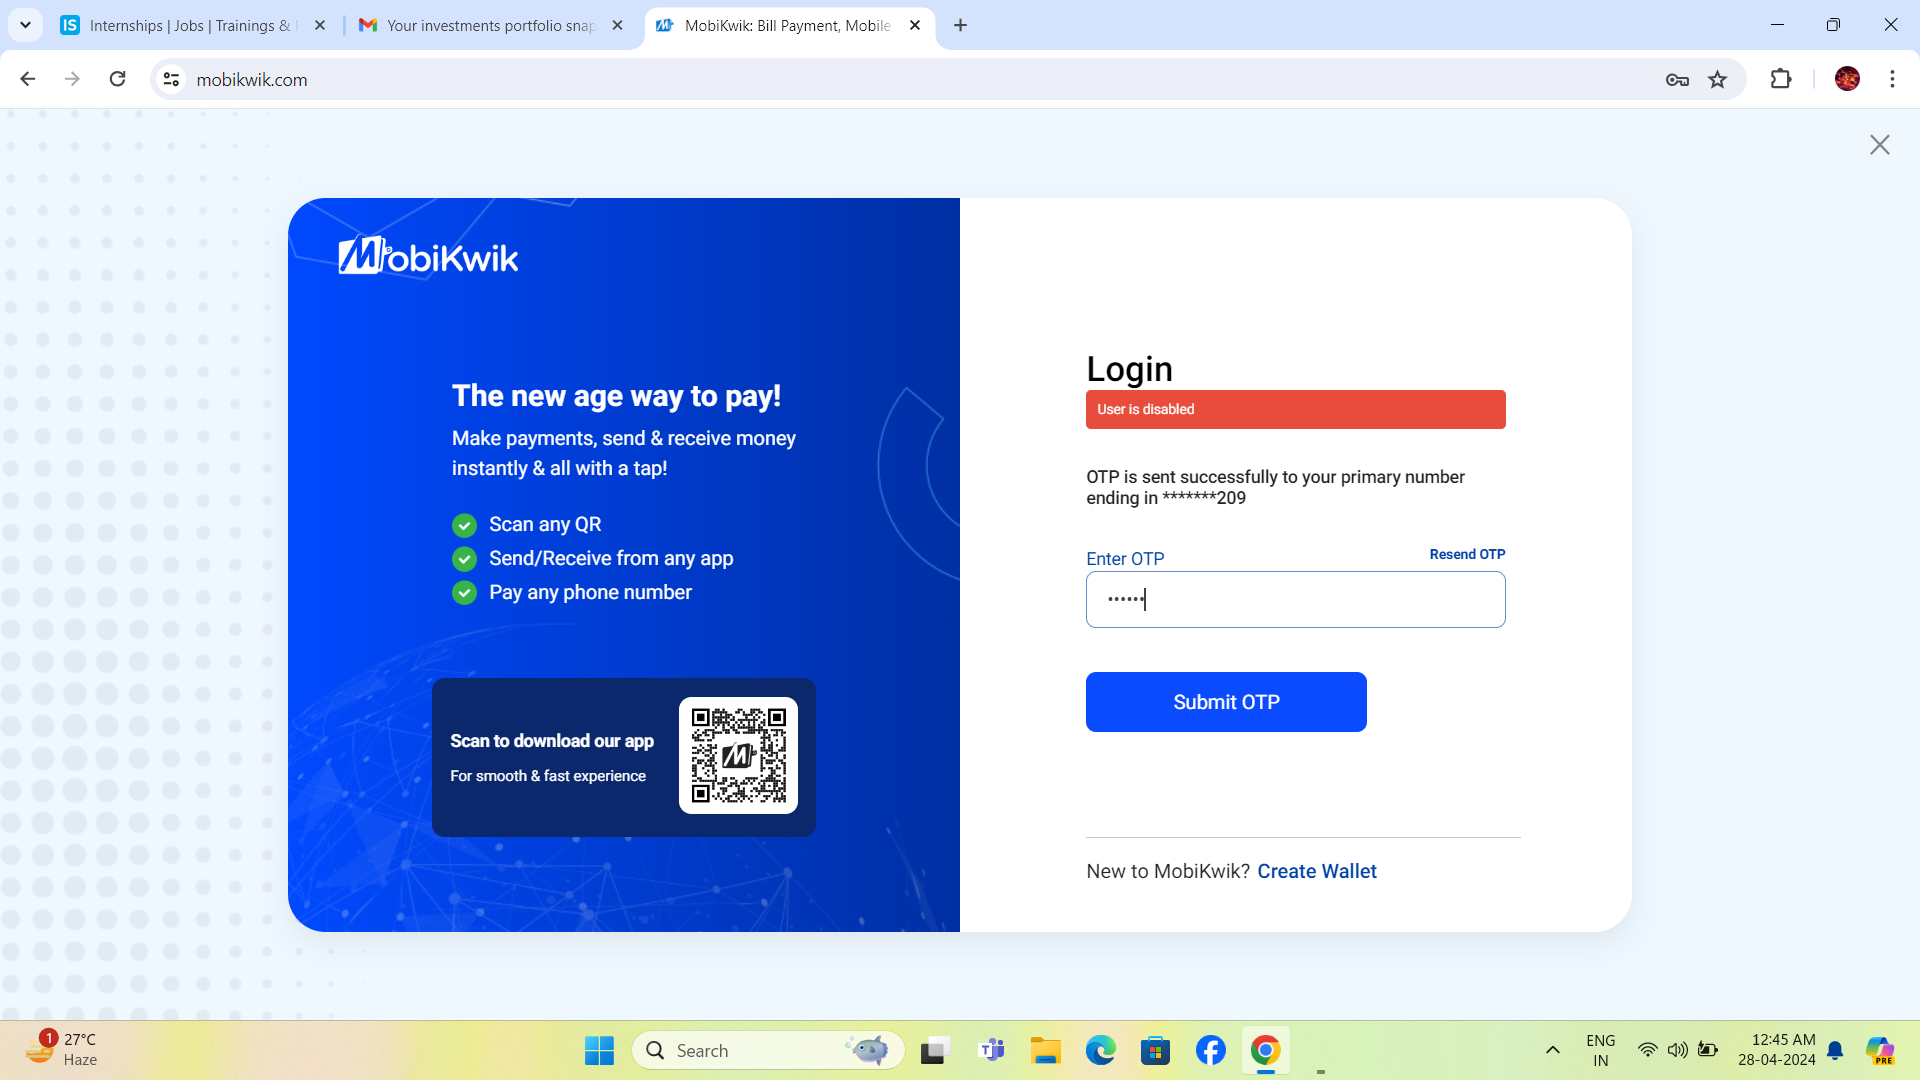 Internships | Jobs | Trainings &
Your investments portfolio snap
MobiKwik: Bill Payment, Mobile
mobikwik.com
MobiKwik
The new age way to pay!
Make payments, send & receive money
instantly & all with a tap!
Scan any QR
Send/Receive from any app
Pay any phone number
Scan to download our app
For smooth & fast experience
Login
User is disabled
OTP is sent successfully to your primary number
ending in *******209
Enter OTP
Resend OTP
••••••
Submit OTP
New to MobiKwik? Create Wallet
1
27°C
Haze
Search
ENG
IN
12:45 AM
28-04-2024
PRE